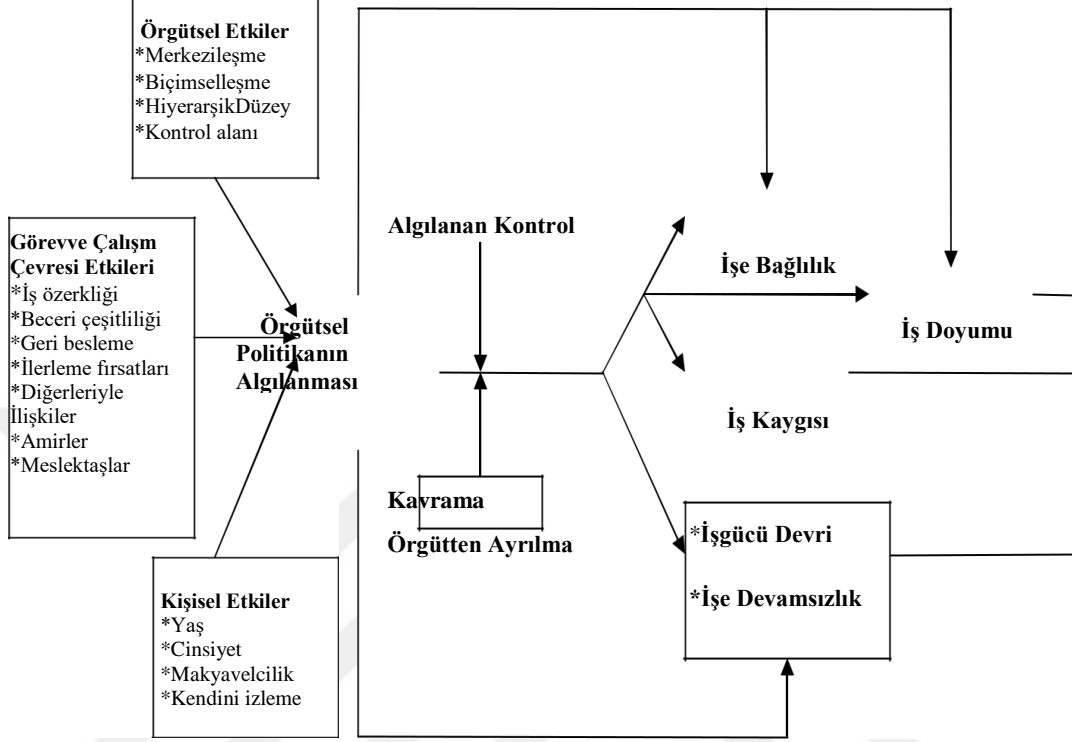 Örgütsel Etkiler
*Merkezileşme
*Biçimselleşme
*HiyerarşikDüzey
*Kontrol alanı
Görevve Çalışm
Çevresi Etkileri
*İş özerkliği
*Beceri çeşitliliği
*Geri besleme
*İlerleme fırsatları
*Diğerleriyle
İlişkiler
*Amirler
*Meslektaşlar
Kişisel Etkiler
*Yaş
*Cinsiyet
*Makyavelcilik
*Kendini izleme
Örgütsel
Politikanın
Algılanması
Algılanan Kontrol
Kavrama
Örgütten Ayrılma
İşe Bağlılık
İş Doyumu
İş Kaygısı
*İşgücü Devri
*İşe Devamsızlık